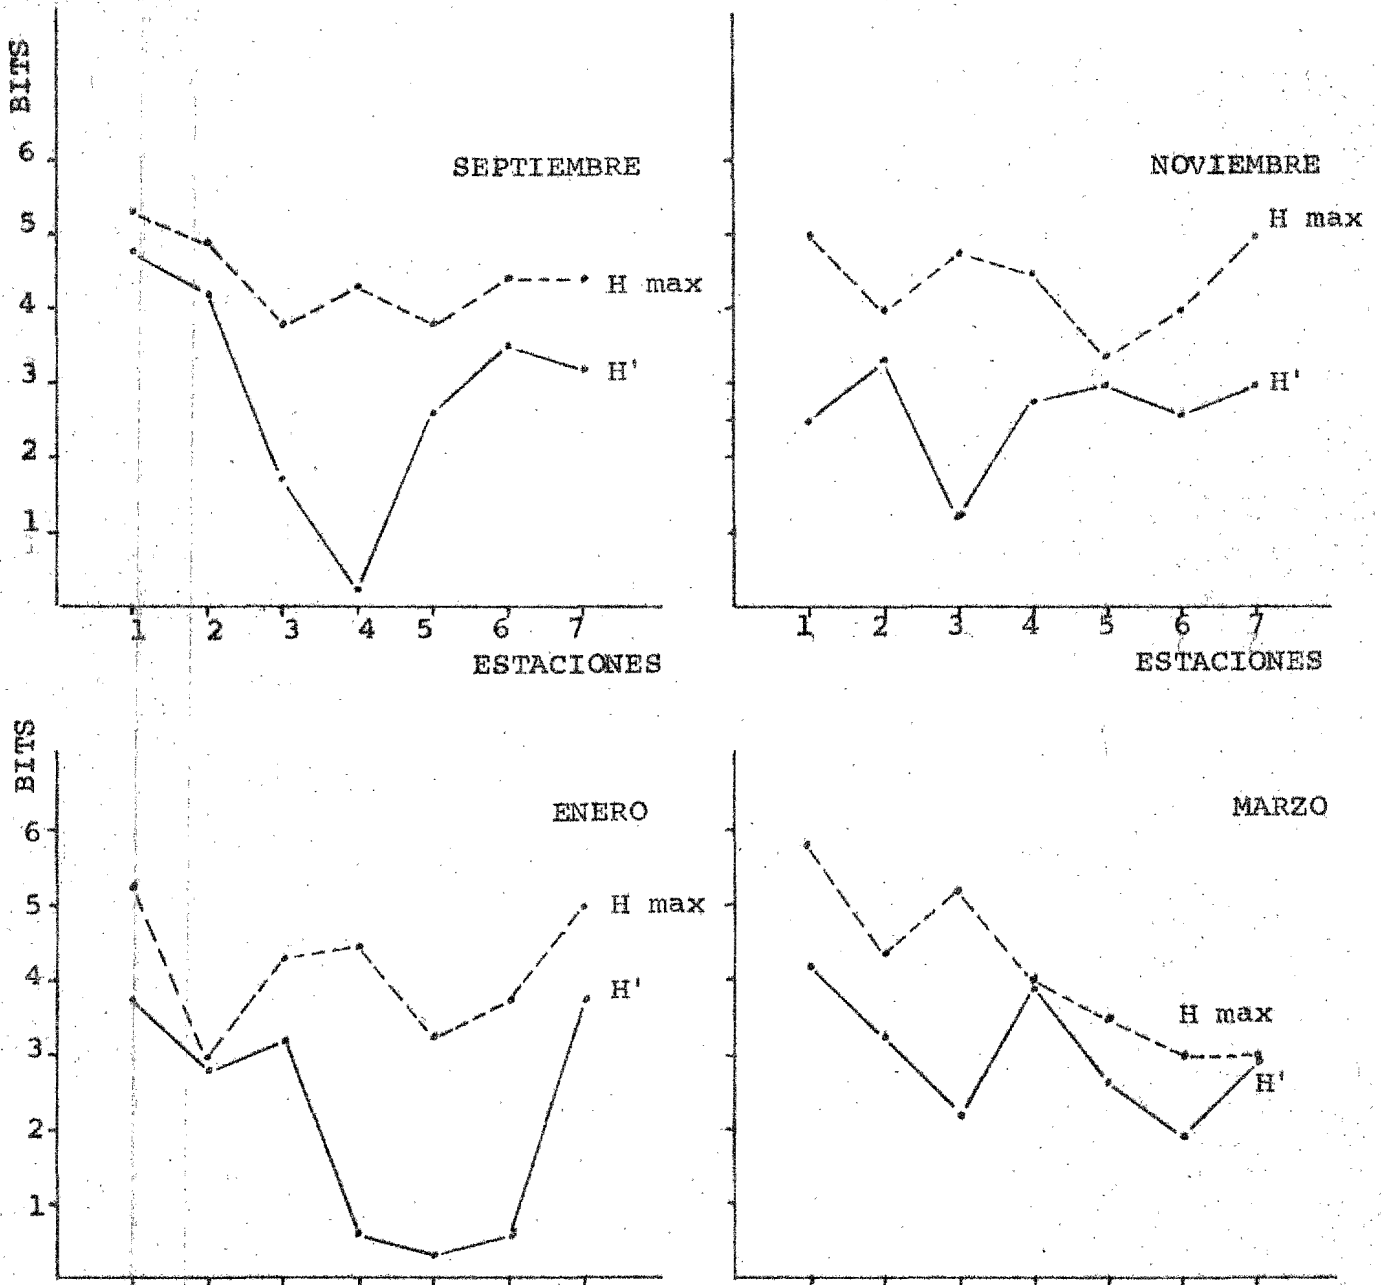 BITS
6
5
4
3
2
1
SEPTIEMBRE
H max
H'
1 2 3 4 5 6 7
ESTACIONES
NOVIEMBRE
H max
H'
1 2 3 4 5 6 7
ESTACIONES
BITS
6
5
4
3
2
1
ENERO
H max
H'
MARZO
H max
H'